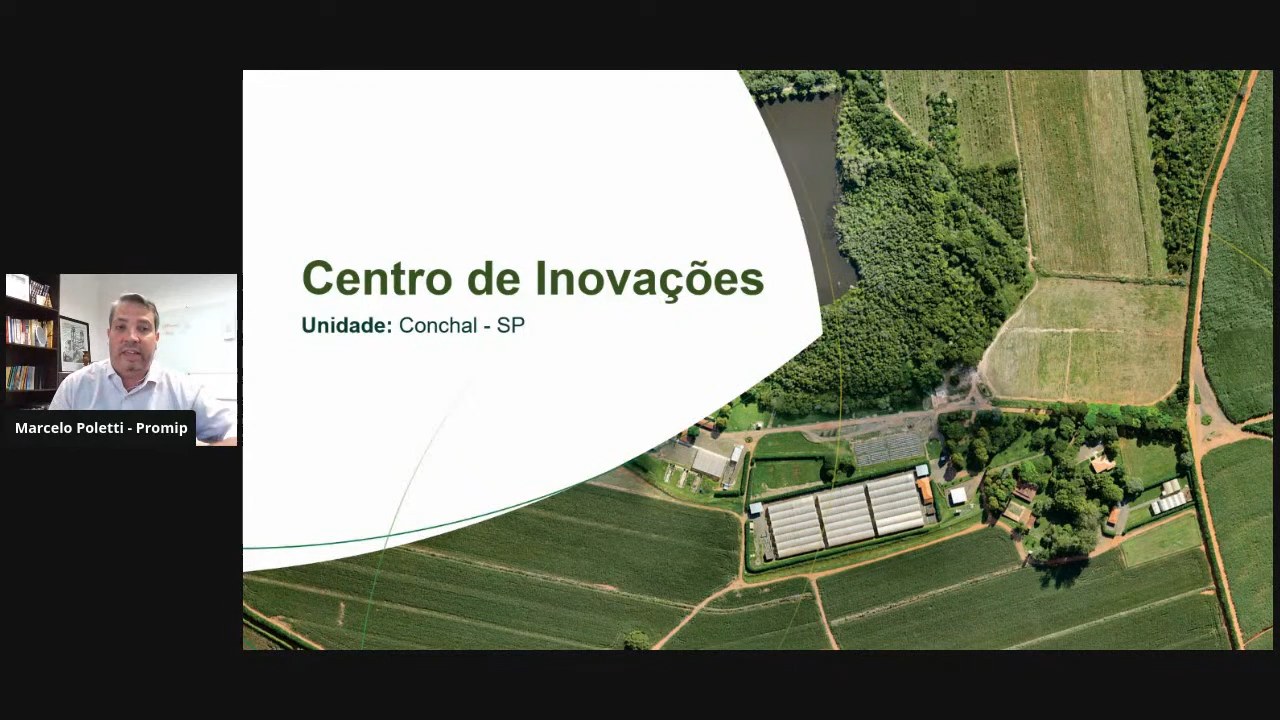 Centro de Inovações
Unidade: Conchal - SP
Marcelo Poletti - Promip